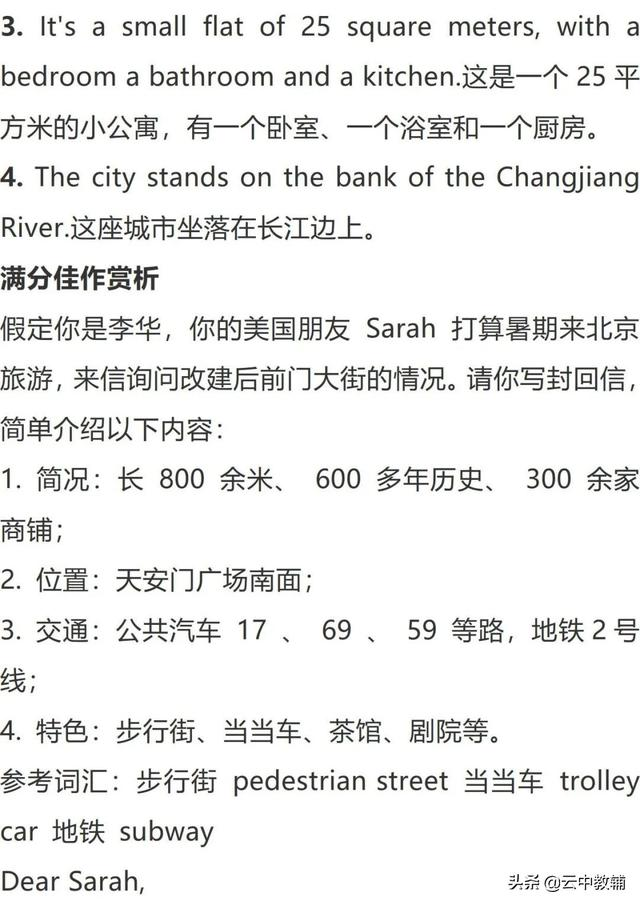 3. It's a small flat of 25 square meters, with a
bedroom a bathroom and a kitchen.这是一个 25 平
方米的小公寓，有一个卧室、一个浴室和一个厨房。
4. The city stands on the bank of the Changjiang
River.这座城市坐落在长江边上。
满分佳作赏析
假定你是李华，你的美国朋友 Sarah 打算暑期来北京
旅游，来信询问改建后前门大街的情况。请你写封回信，
简单介绍以下内容：
1. 简况：长 800 余米、 600 多年历史、 300 余家
商铺；
2. 位置：天安门广场南面；
3. 交通：公共汽车 17 、 69 、 59 等路，地铁 2 号
线；
4. 特色：步行街、当当车、茶馆、剧院等。
参考词汇：步行街 pedestrian street 当当车 trolley
car 地铁 subway
Dear Sarah,
头条 @云中教辅